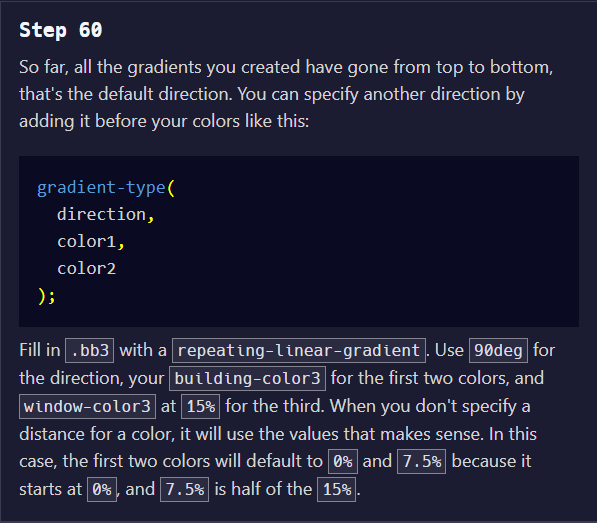 Step 60
So far, all the gradients you created have gone from top to bottom,
that's the default direction. You can specify another direction by
adding it before your colors like this:
gradient-type(
  direction,
  color1,
  color2
);
Fill in .bb3 with a repeating-linear-gradient. Use 90deg for
the direction, your building-color3 for the first two colors, and
window-color3 at 15% for the third. When you don't specify a
distance for a color, it will use the values that makes sense. In this
case, the first two colors will default to 0% and 7.5% because it
starts at 0%, and 7.5% is half of the 15%.